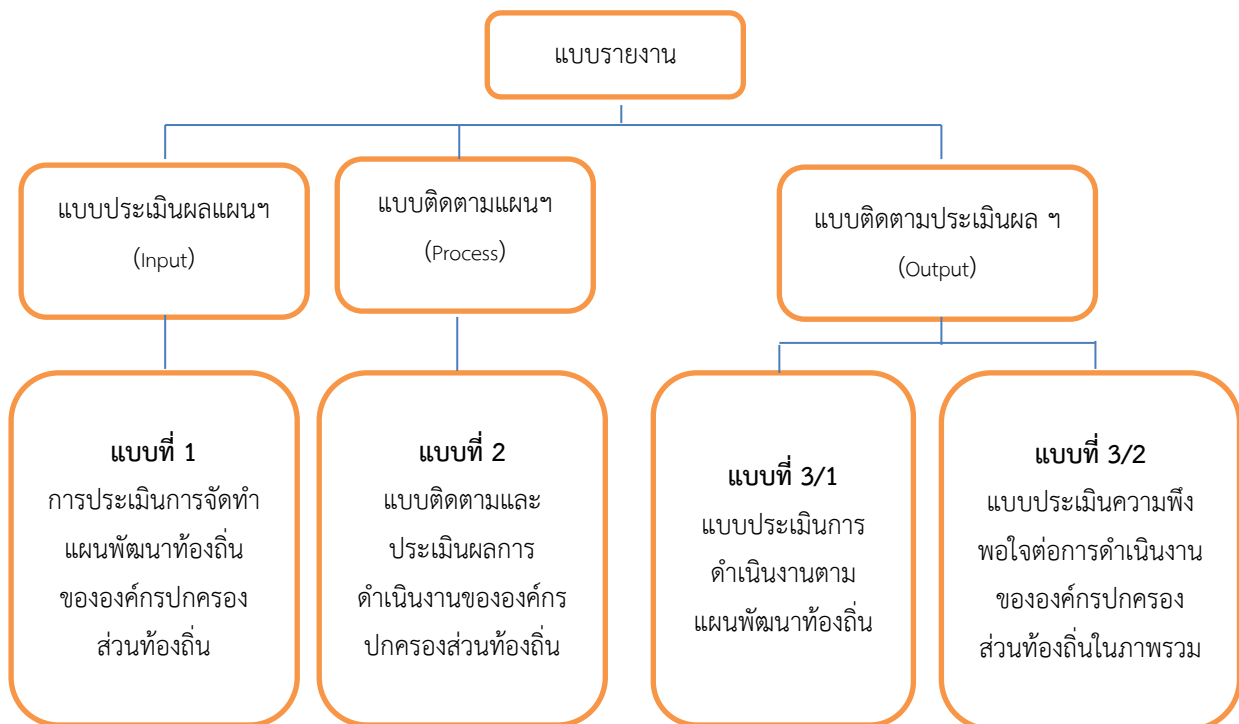 แบบรายงาน
แบบประเมินผลแผนฯ
(Input)
แบบติดตามแผนฯ
(Process)
แบบติดตามประเมินผล ฯ
(Output)
แบบที่ 1
การประเมินการจัดทำ
แผนพัฒนาท้องถิ่น
ขององค์กรปกครอง
ส่วนท้องถิ่น
แบบที่ 2
แบบติดตามและ
ประเมินผลการ
ดำเนินงานขององค์กร
ปกครองส่วนท้องถิ่น
แบบที่ 3/1
แบบประเมินการ
ดำเนินงานตาม
แผนพัฒนาท้องถิ่น
แบบที่ 3/2
แบบประเมินความพึง
พอใจต่อการดำเนินงาน
ขององค์กรปกครอง
ส่วนท้องถิ่นในภาพรวม